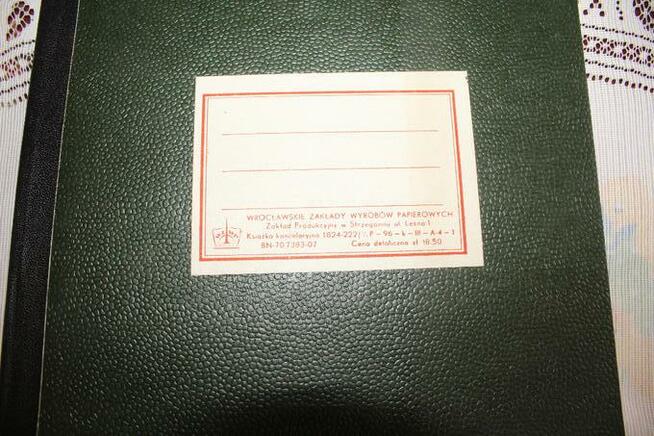 WROCŁAWSKIE ZAKŁADY WYROBÓW PAPIEROWYCH
Zakład Produkcyjny w Strzegomiu ul. Leśna 1
Książka kancelaryjna 1824-222/ P – 96 – k – III – A-4 – 1
BN-70 7383-07 Cena detaliczna zł 18.50